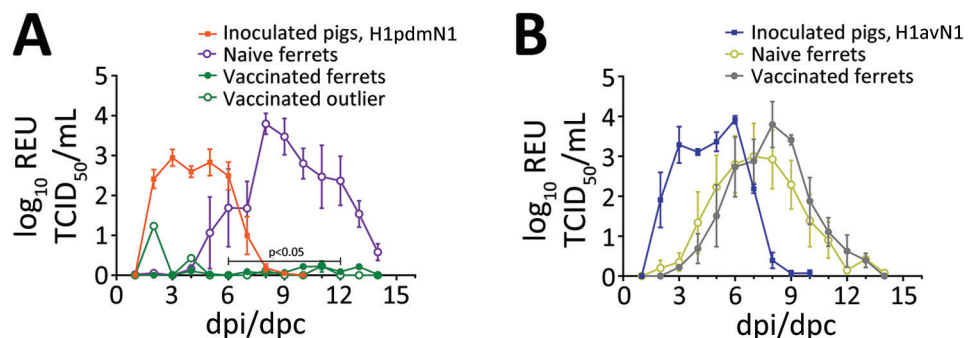 A
Inoculated pigs, H1pdmN1
Naive ferrets
Vaccinated ferrets
Vaccinated outlier
log10 REU
TCID50/mL
5
4
3
2
1
0
p<0.05
0 3 6 9 12 15
dpi/dpc
B
Inoculated pigs, H1avN1
Naive ferrets
Vaccinated ferrets
log10 REU
TCID50/mL
5
4
3
2
1
0
0 3 6 9 12 15
dpi/dpc